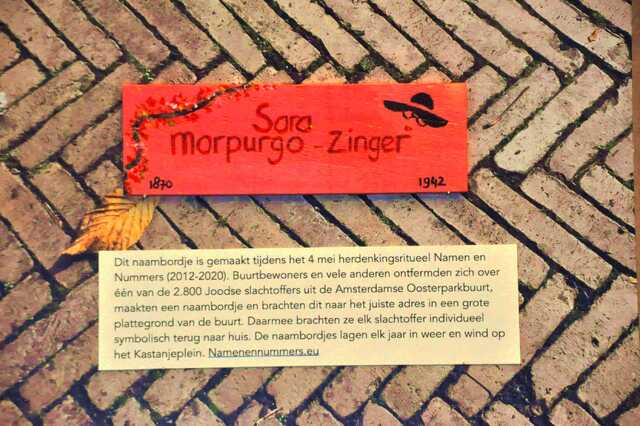 Sara
Morpurgo - Zinger
1870
1942
Dit naambordje is gemaakt tijdens het 4 mei herdenkingsritueel Namen en
Nummers (2012-2020). Buurtbewoners en vele anderen ontfermden zich over
één van de 2.800 Joodse slachtoffers uit de Amsterdamse Oosterparkbuurt,
maakten een naambordje en brachten dit naar het juiste adres in een grote
plattegrond van de buurt. Daarmee brachten ze elk slachtoffer individueel
symbolisch terug naar huis. De naambordjes lagen elk jaar in weer en wind op
het Kastanjeplein. Namenennummers.eu